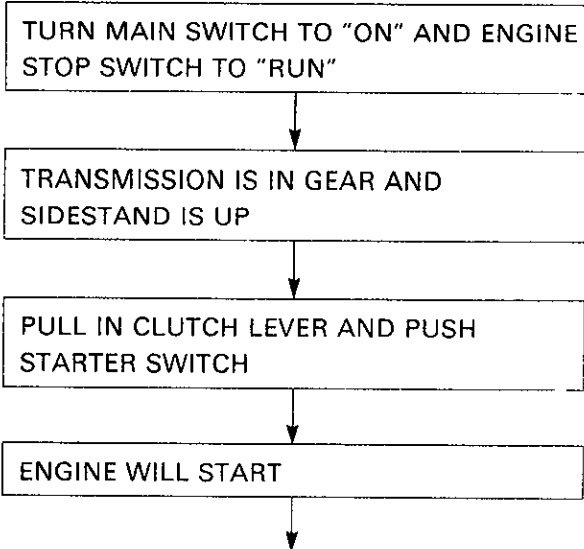 TURN MAIN SWITCH TO "ON" AND ENGINE
STOP SWITCH TO "RUN"
TRANSMISSION IS IN GEAR AND
SIDESTAND IS UP
PULL IN CLUTCH LEVER AND PUSH
STARTER SWITCH
ENGINE WILL START